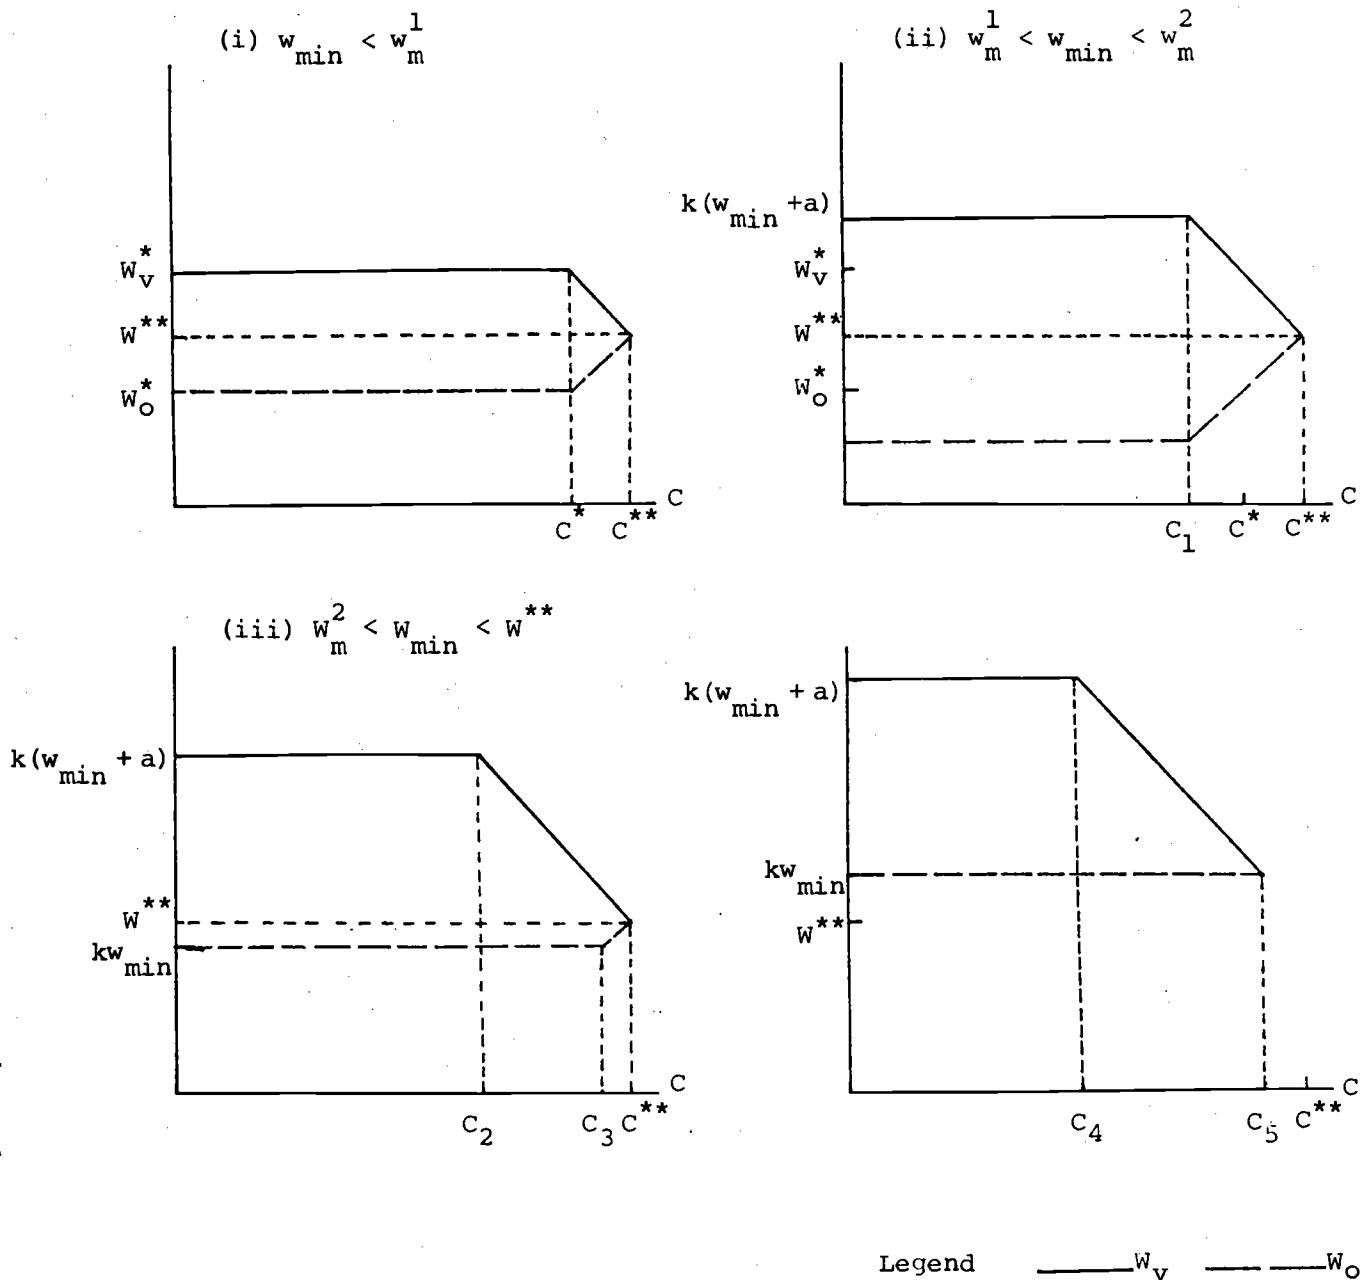 (i) w_min < w_m^1
W_v^*
W^**
W_o^*
C
C^* C^**
(ii) w_m^1 < w_min < w_m^2
k(w_min +a)
W_v^*
W^**
W_o^*
C
C_1 C^* C^**
(iii) W_m^2 < W_min < W^**
k(w_min + a)
W^**
kw_min
C
C_2 C_3 C^**
k(w_min + a)
kw_min
W^**
C
C_4 C_5 C^**
Legend W_v W_o